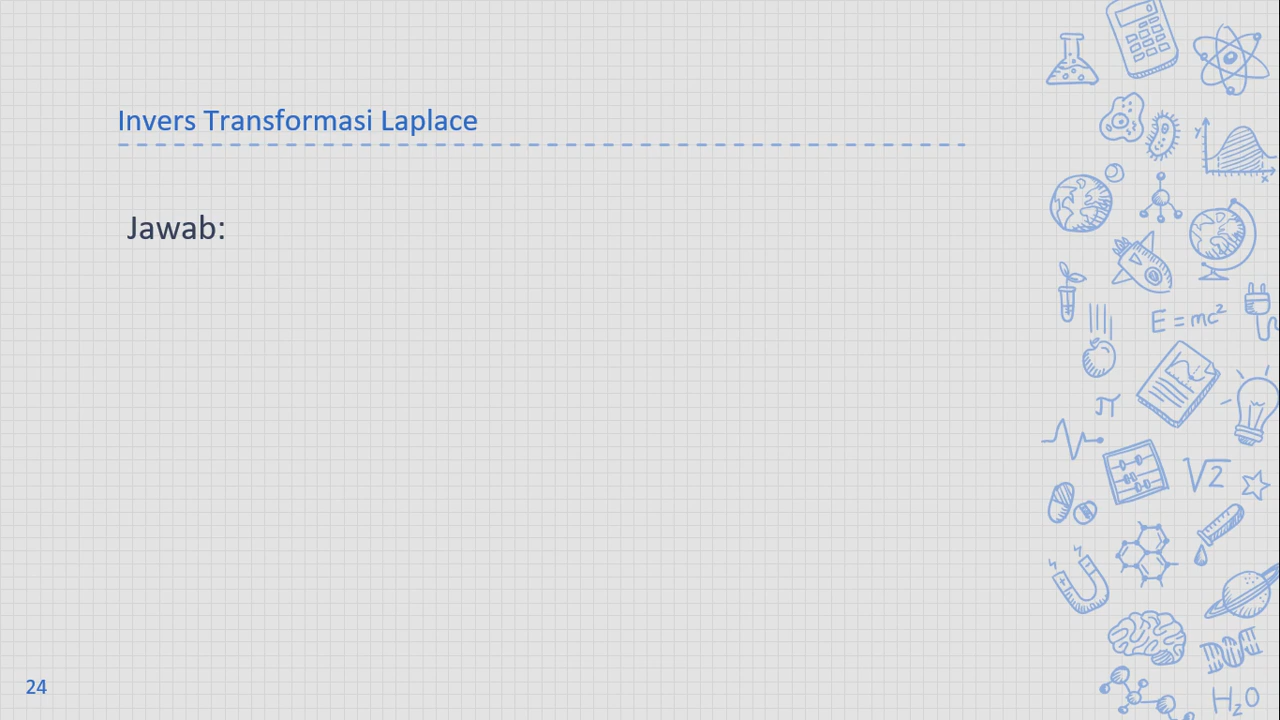 Invers Transformasi Laplace
Jawab:
y
x
E = mc²
π
√2
H₂O
24